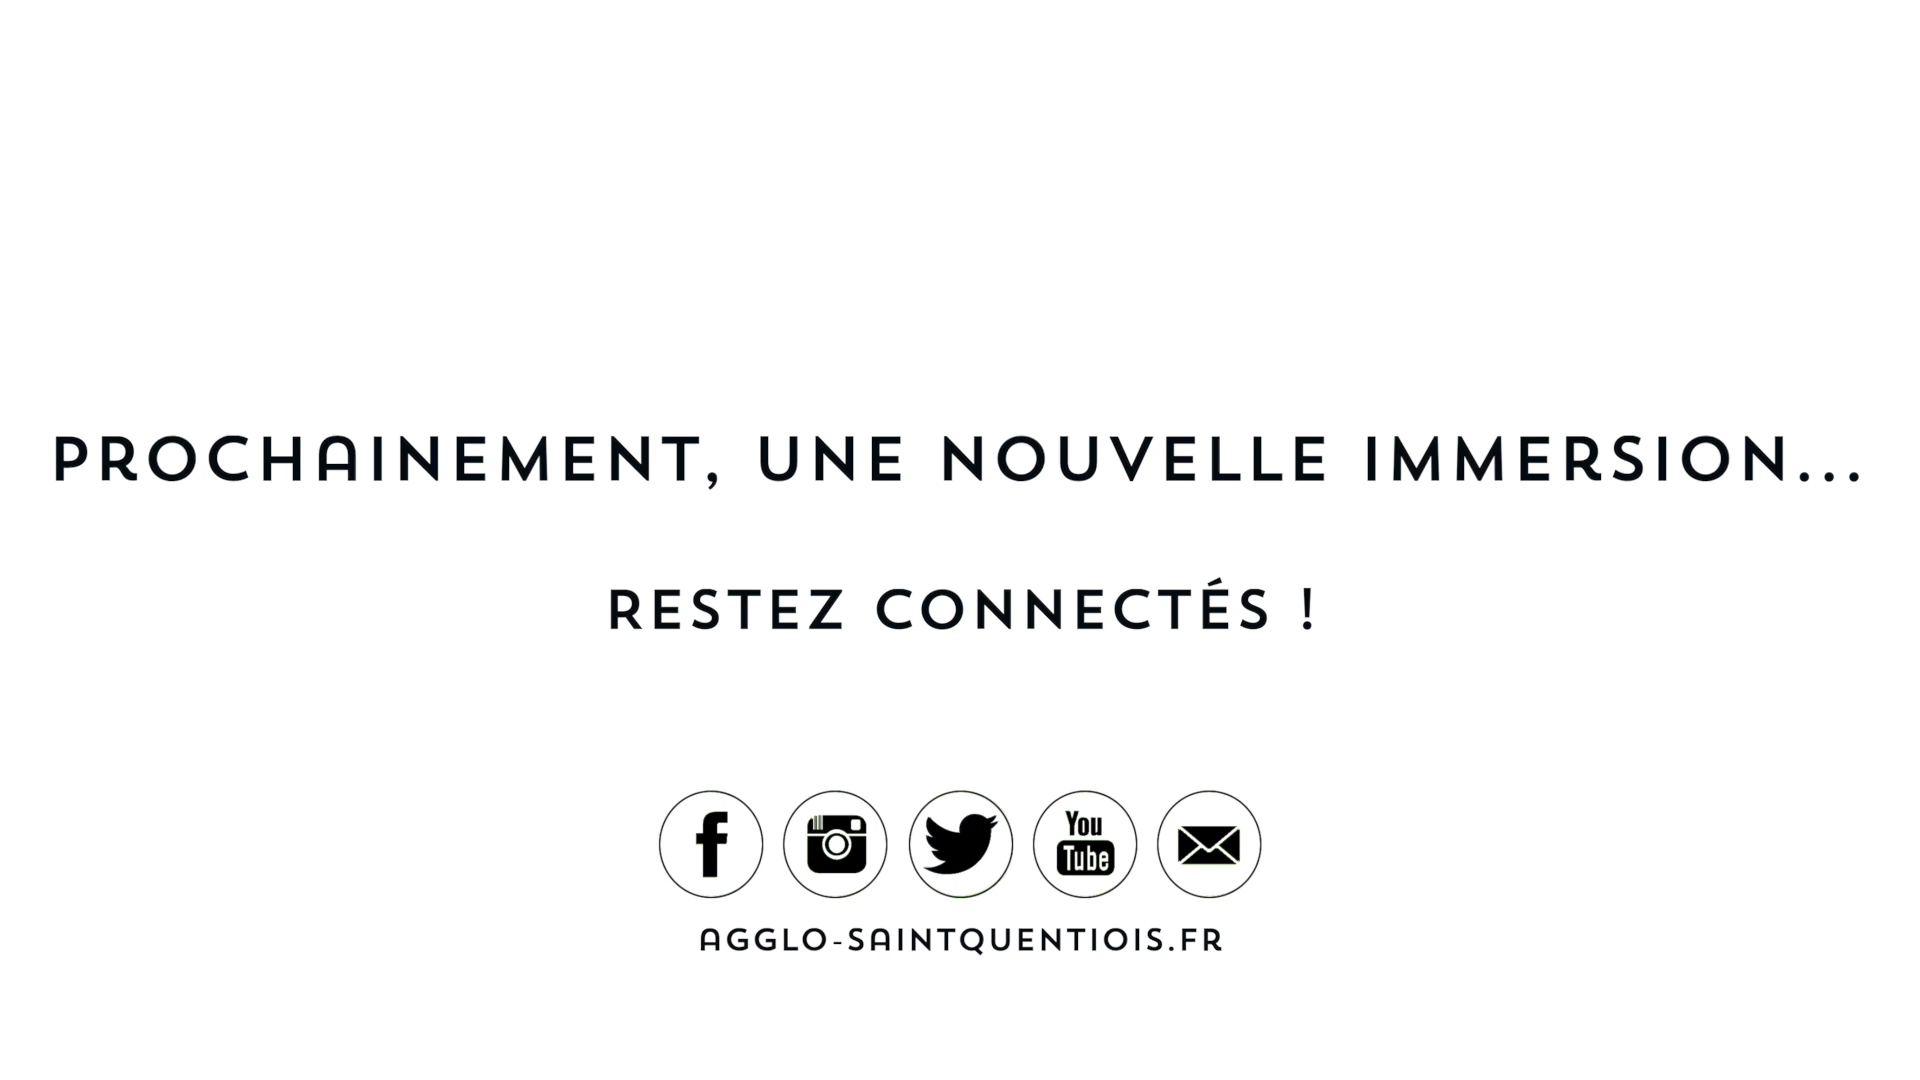 PROCHAINEMENT, UNE NOUVELLE IMMERSION...
RESTEZ CONNECTÉS !
f
You
Tube
AGGLO-SAINTQUENTIOIS.FR